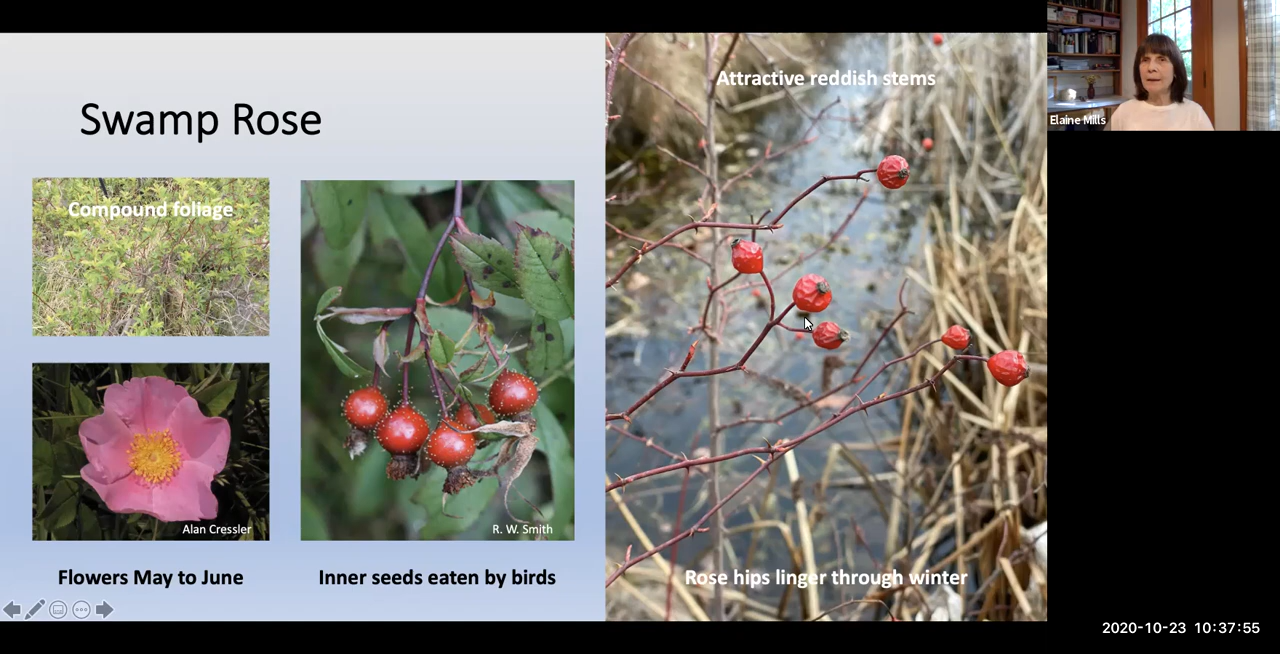 Swamp Rose
Compound foliage
Alan Cressler
Flowers May to June
R. W. Smith
Inner seeds eaten by birds
Attractive reddish stems
Rose hips linger through winter
Elaine Mills
2020-10-23 10:37:55